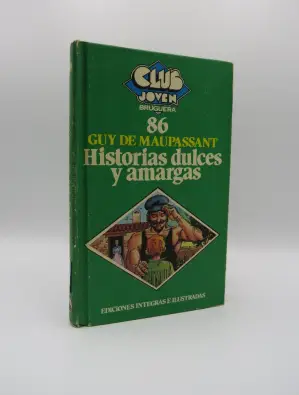 CLUB
JOVEN
BRUGUERA
86
GUY DE MAUPASSANT
Historias dulces
y amargas
EDICIONES INTEGRAS E ILUSTRADAS